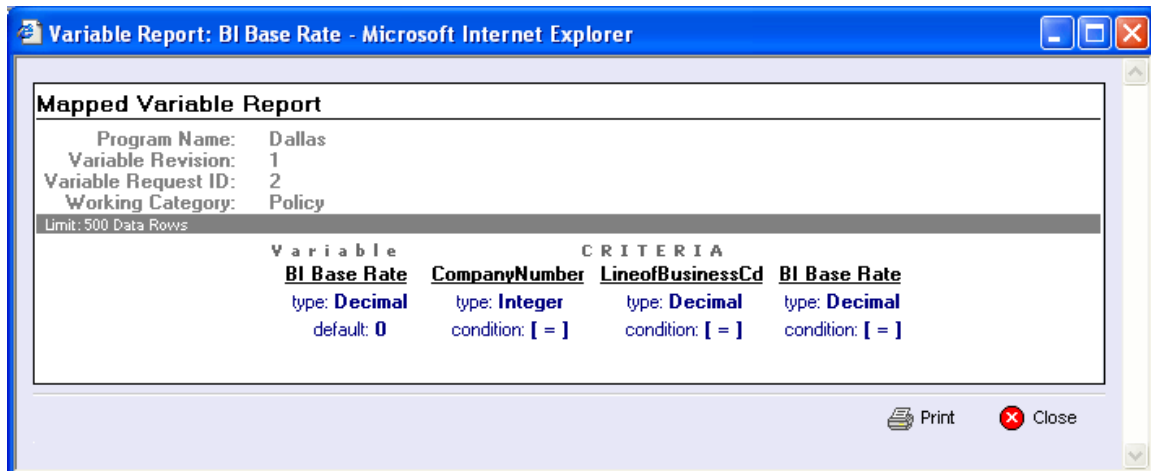 Variable Report: BI Base Rate - Microsoft Internet Explorer
Mapped Variable Report
Program Name: Dallas
Variable Revision: 1
Variable Request ID: 2
Working Category: Policy
Limit: 500 Data Rows
Variable CRITERIA
BI Base Rate CompanyNumber LineofBusinessCd BI Base Rate
type: Decimal type: Integer type: Decimal type: Decimal
default: 0 condition: [ = ] condition: [ = ] condition: [ = ]
Print Close